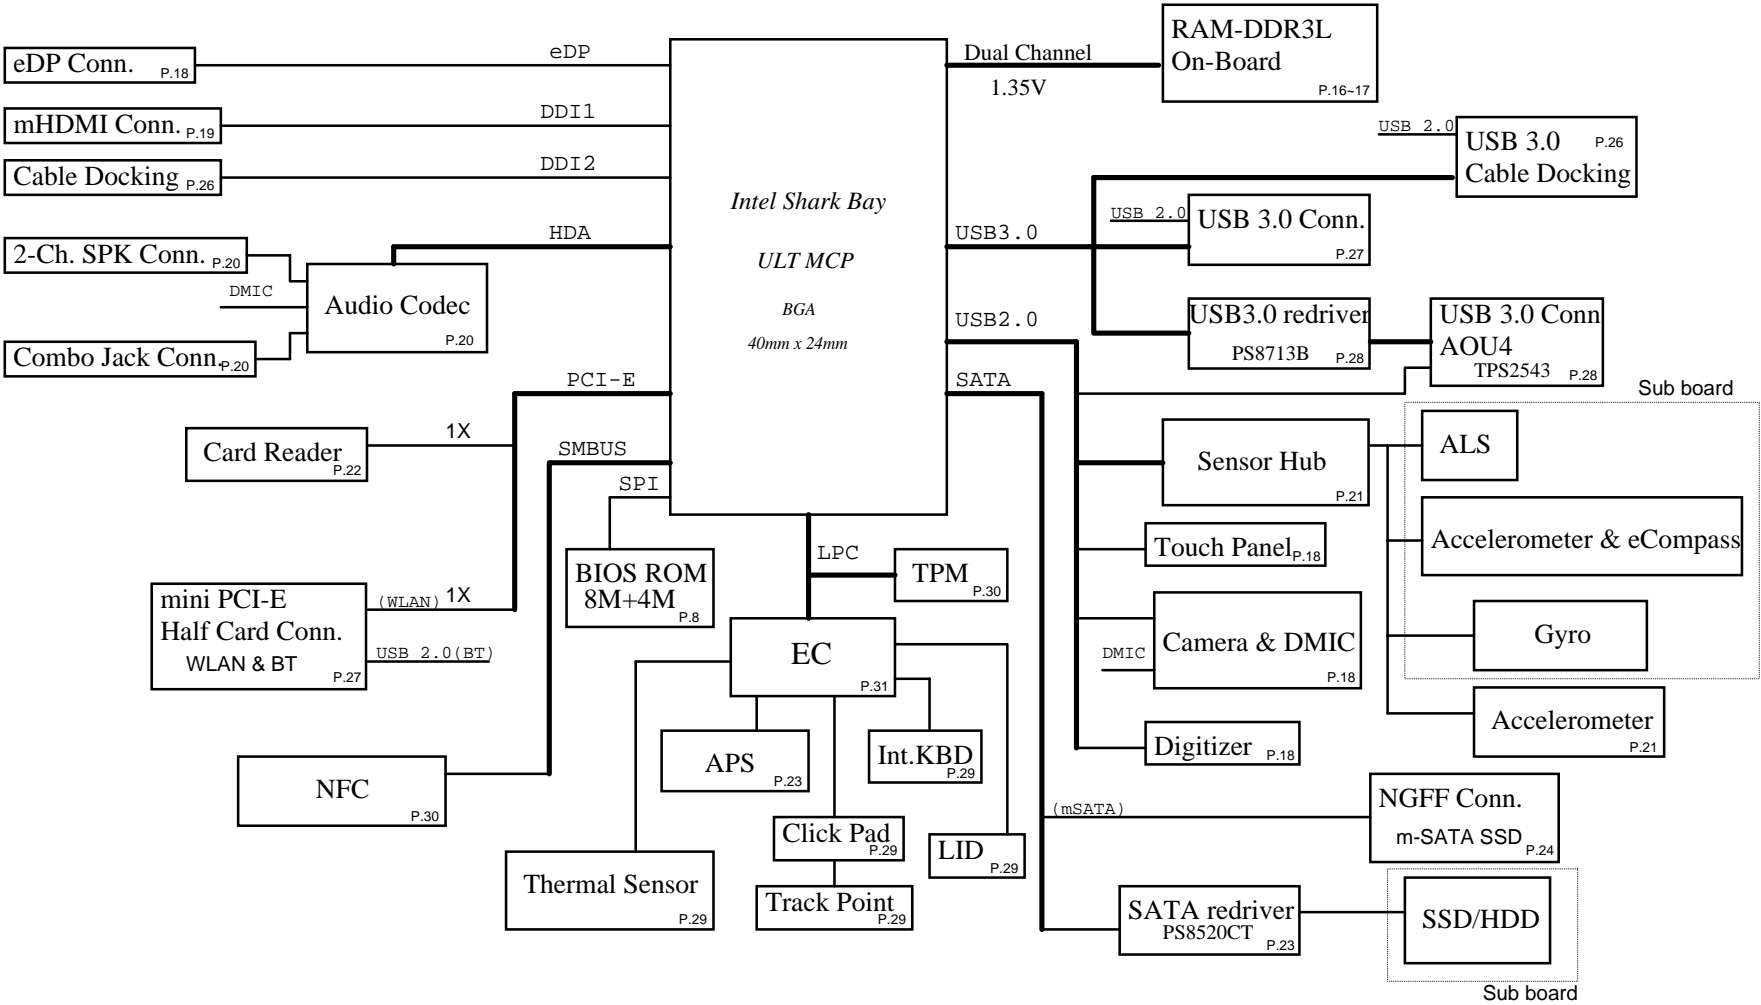 eDP Conn. P.18
eDP
mHDMI Conn. P.19
DDI1
Cable Docking P.26
DDI2
2-Ch. SPK Conn. P.20
HDA
DMIC
Audio Codec
P.20
Combo Jack Conn. P.20
PCI-E
Card Reader
P.22
1X
SMBUS
SPI
mini PCI-E
Half Card Conn.
WLAN & BT
P.27
(WLAN) 1X
USB 2.0(BT)
BIOS ROM
8M+4M
P.8
NFC
P.30
Intel Shark Bay
ULT MCP
BGA
40mm x 24mm
LPC
TPM
P.30
EC
P.31
APS
P.23
Int.KBD
P.29
Click Pad
P.29
LID
P.29
Thermal Sensor
P.29
Track Point
P.29
Dual Channel
1.35V
RAM-DDR3L
On-Board
P.16~17
USB 2.0
USB 3.0 P.26
Cable Docking
USB3.0
USB 2.0
USB 3.0 Conn.
P.27
USB2.0
USB3.0 redriver
PS8713B P.28
USB 3.0 Conn
AOU4
TPS2543
P.28
SATA
Sub board
Sensor Hub
P.21
ALS
Accelerometer & eCompass
Touch Panel P.18
Gyro
DMIC
Camera & DMIC
P.18
Accelerometer
P.21
Digitizer P.18
(mSATA)
NGFF Conn.
m-SATA SSD
P.24
SATA redriver
PS8520CT
P.23
SSD/HDD
Sub board